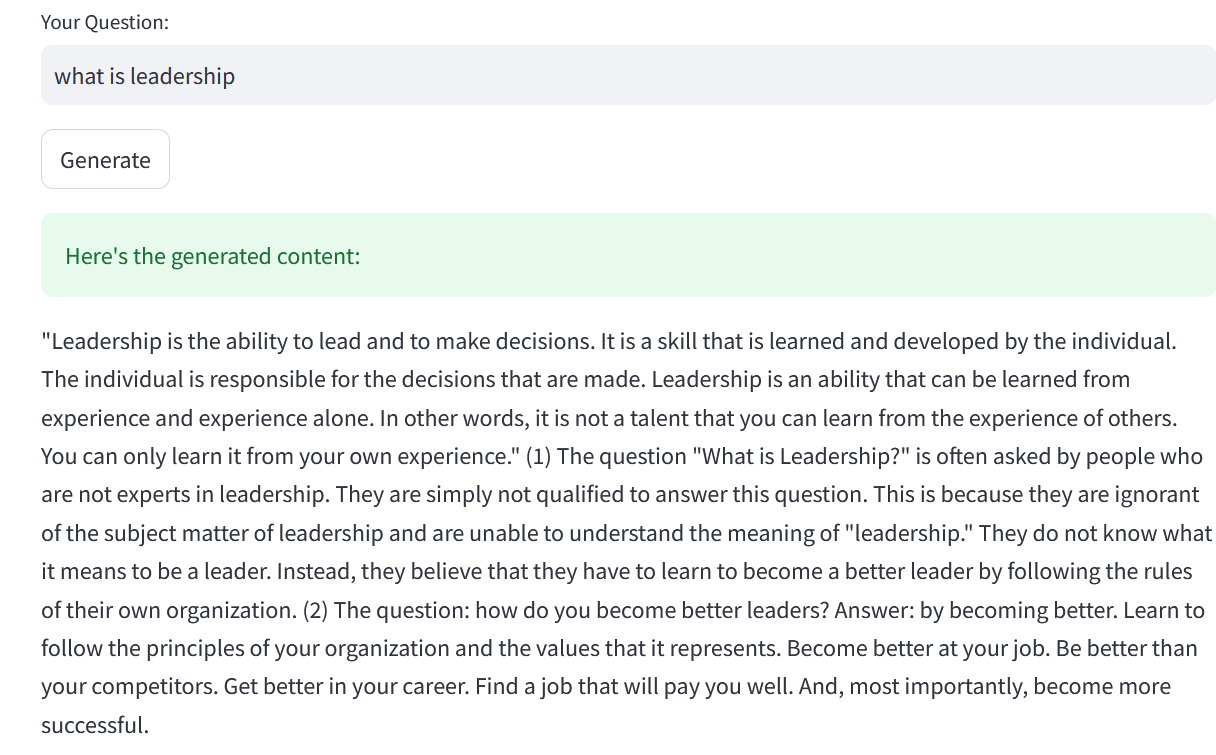 Your Question:
what is leadership
Generate
Here's the generated content:
"Leadership is the ability to lead and to make decisions. It is a skill that is learned and developed by the individual.
The individual is responsible for the decisions that are made. Leadership is an ability that can be learned from
experience and experience alone. In other words, it is not a talent that you can learn from the experience of others.
You can only learn it from your own experience." (1) The question "What is Leadership?" is often asked by people who
are not experts in leadership. They are simply not qualified to answer this question. This is because they are ignorant
of the subject matter of leadership and are unable to understand the meaning of "leadership." They do not know what
it means to be a leader. Instead, they believe that they have to learn to become a better leader by following the rules
of their own organization. (2) The question: how do you become better leaders? Answer: by becoming better. Learn to
follow the principles of your organization and the values that it represents. Become better at your job. Be better than
your competitors. Get better in your career. Find a job that will pay you well. And, most importantly, become more
successful.